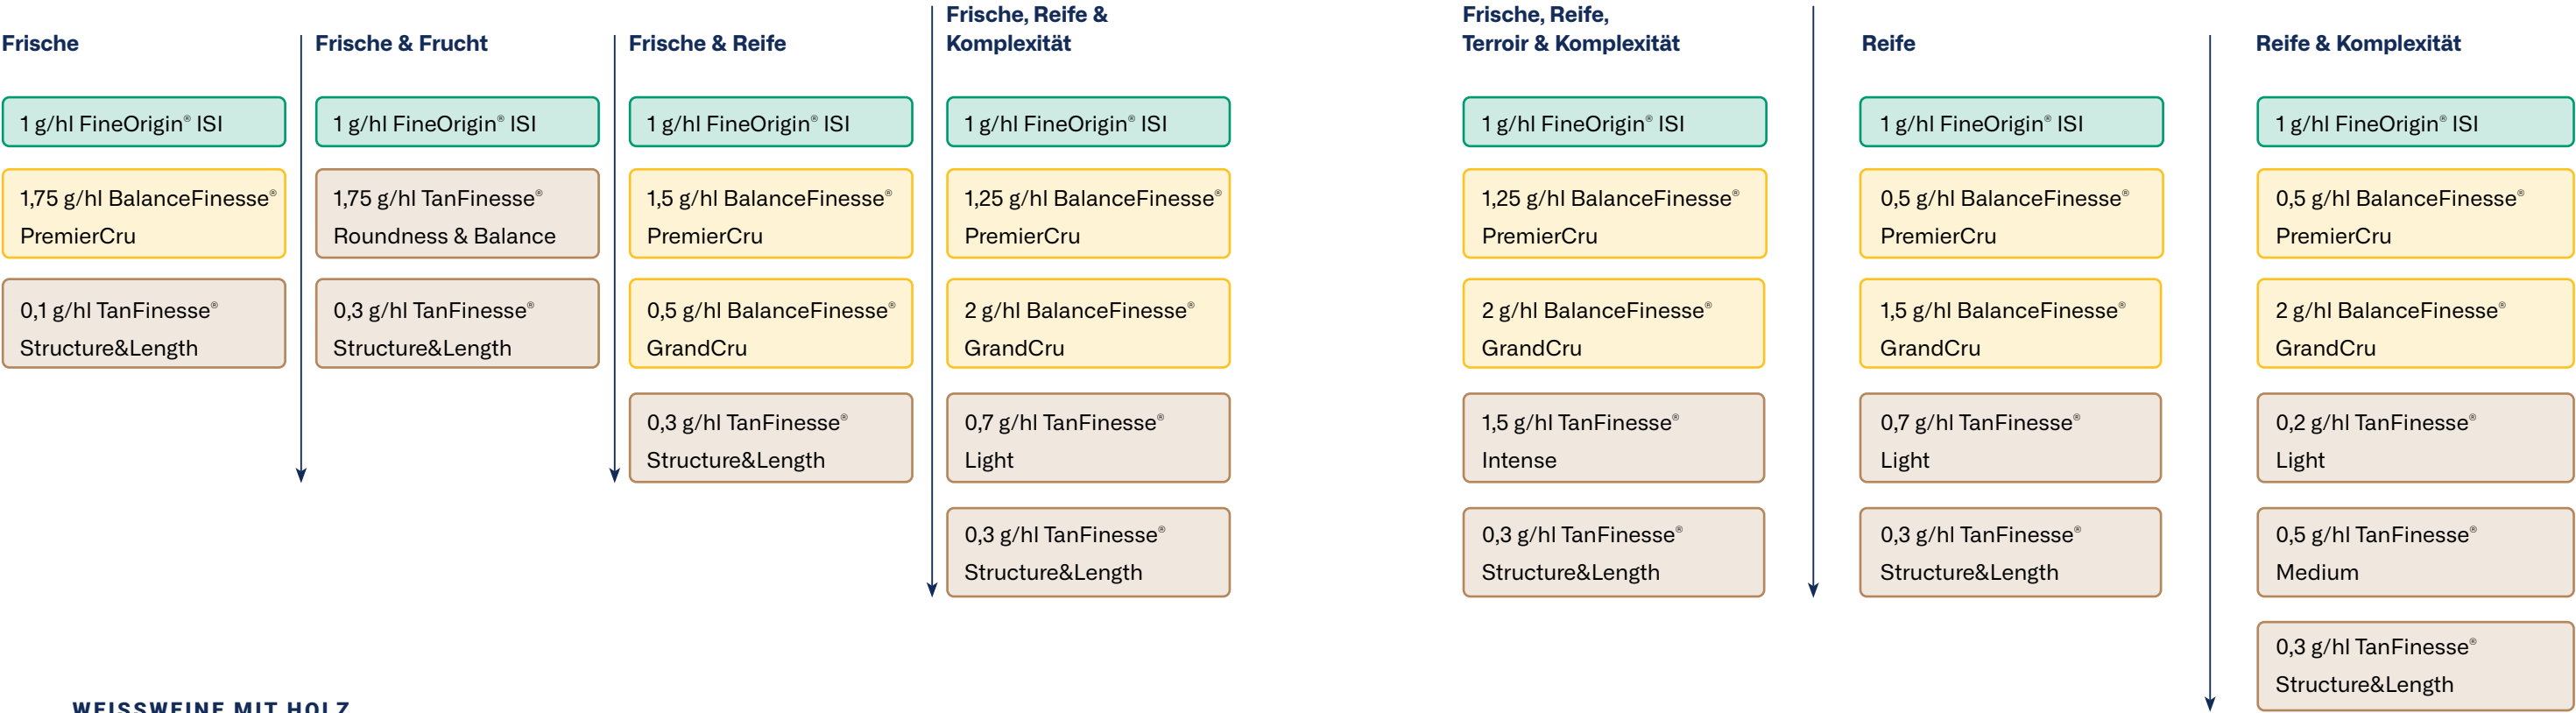 Frische
1 g/hl FineOrigin® ISI
1,75 g/hl BalanceFinesse®
PremierCru
0,1 g/hl TanFinesse®
Structure&Length
Frische & Frucht
1 g/hl FineOrigin® ISI
1,75 g/hl TanFinesse®
Roundness & Balance
0,3 g/hl TanFinesse®
Structure&Length
Frische & Reife
1 g/hl FineOrigin® ISI
1,5 g/hl BalanceFinesse®
PremierCru
0,5 g/hl BalanceFinesse®
GrandCru
0,3 g/hl TanFinesse®
Structure&Length
Frische, Reife &
Komplexität
1 g/hl FineOrigin® ISI
1,25 g/hl BalanceFinesse®
PremierCru
2 g/hl BalanceFinesse®
GrandCru
0,7 g/hl TanFinesse®
Light
0,3 g/hl TanFinesse®
Structure&Length
Frische, Reife,
Terroir & Komplexität
1 g/hl FineOrigin® ISI
1,25 g/hl BalanceFinesse®
PremierCru
2 g/hl BalanceFinesse®
GrandCru
1,5 g/hl TanFinesse®
Intense
0,3 g/hl TanFinesse®
Structure&Length
Reife
1 g/hl FineOrigin® ISI
0,5 g/hl BalanceFinesse®
PremierCru
1,5 g/hl BalanceFinesse®
GrandCru
0,7 g/hl TanFinesse®
Light
0,3 g/hl TanFinesse®
Structure&Length
Reife & Komplexität
1 g/hl FineOrigin® ISI
0,5 g/hl BalanceFinesse®
PremierCru
2 g/hl BalanceFinesse®
GrandCru
0,2 g/hl TanFinesse®
Light
0,5 g/hl TanFinesse®
Medium
0,3 g/hl TanFinesse®
Structure&Length
WEISSWEINE MIT HOLZ